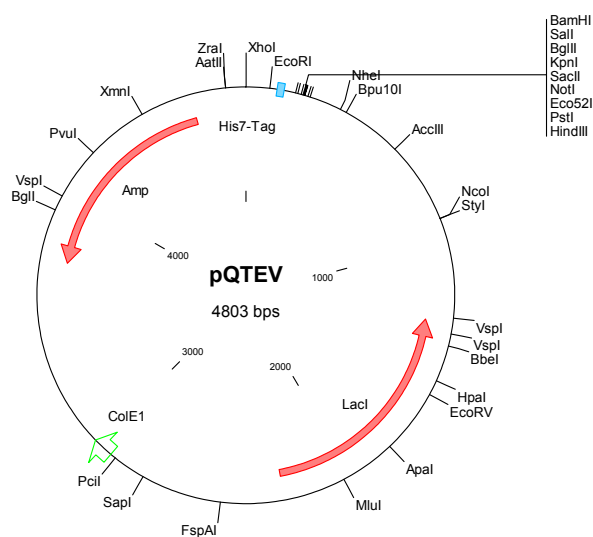 BamHI
SalI
BglII
KpnI
SacII
NotI
Eco52I
PstI
HindIII
ZraI
AatII
XhoI
EcoRI
NheI
Bpu10I
XmnI
His7-Tag
AccIII
PvuI
Amp
VspI
BglI
NcoI
StyI
4000
1000
pQTEV
4803 bps
VspI
VspI
BbeI
3000
2000
HpaI
EcoRV
LacI
ColE1
ApaI
PciI
SapI
MluI
FspAI